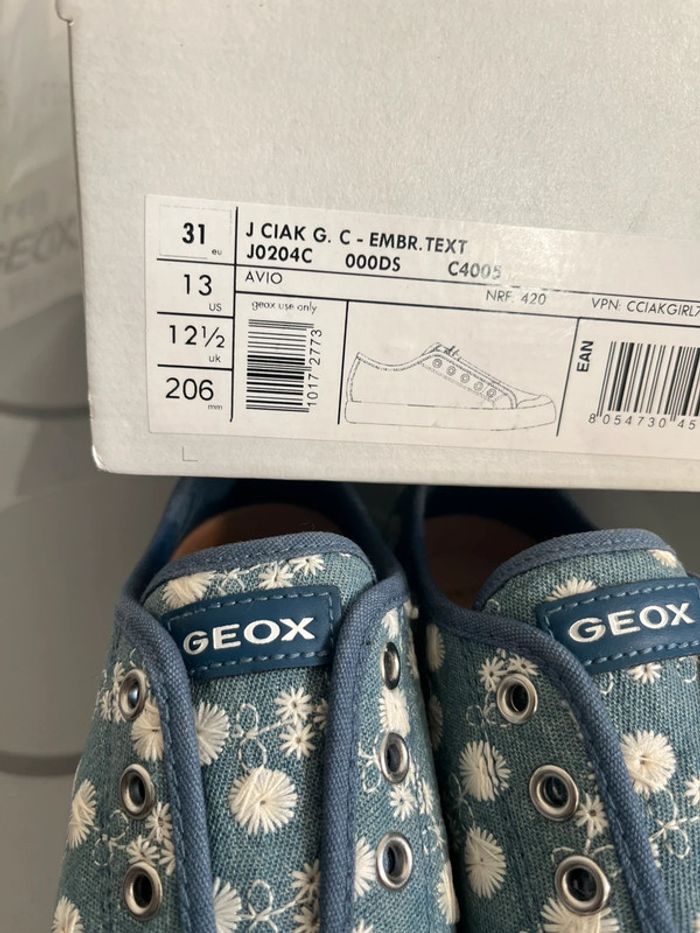 31 eu
J CIAK G. C - EMBR. TEXT
J0204C 000DS C4005
13 US
AVIO
NRF. 420 VPN: CCIAKGIRL7
12½ uk
geox use only
206 mm
1017 2773
EAN
8 054730 45
GEOX
GEOX
GEOX